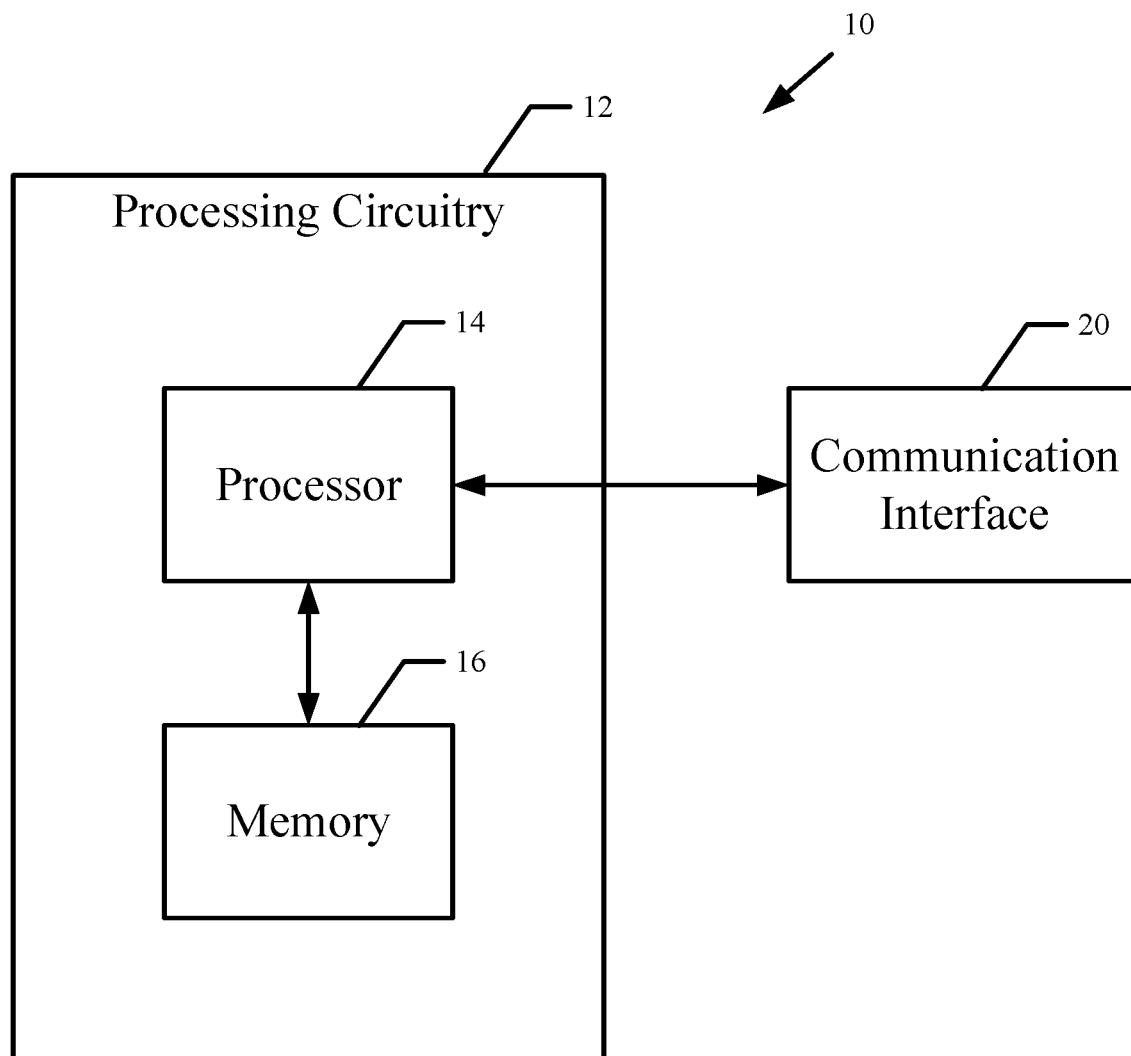 10
12
Processing Circuitry
14
20
Processor
Communication
Interface
16
Memory